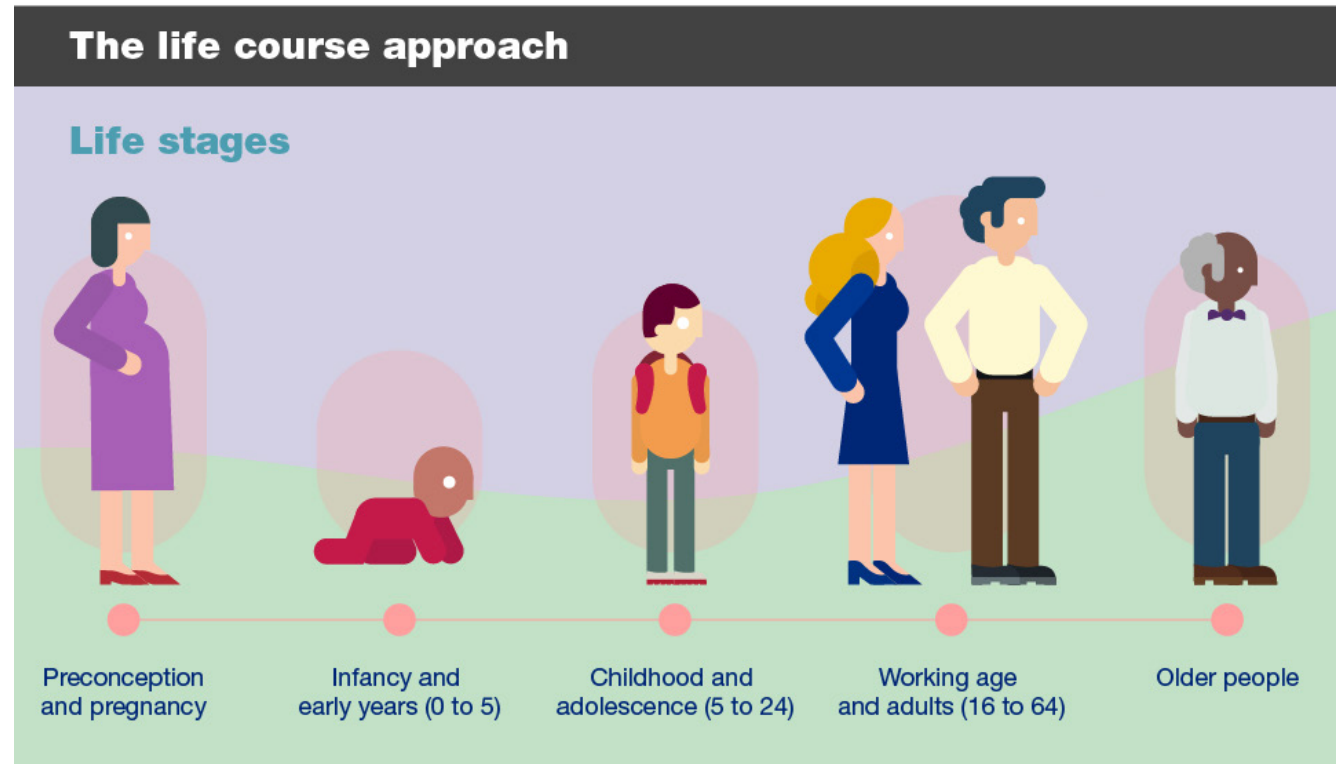 The life course approach
Life stages
Preconception
and pregnancy
Infancy and
early years (0 to 5)
Childhood and
adolescence (5 to 24)
Working age
and adults (16 to 64)
Older people